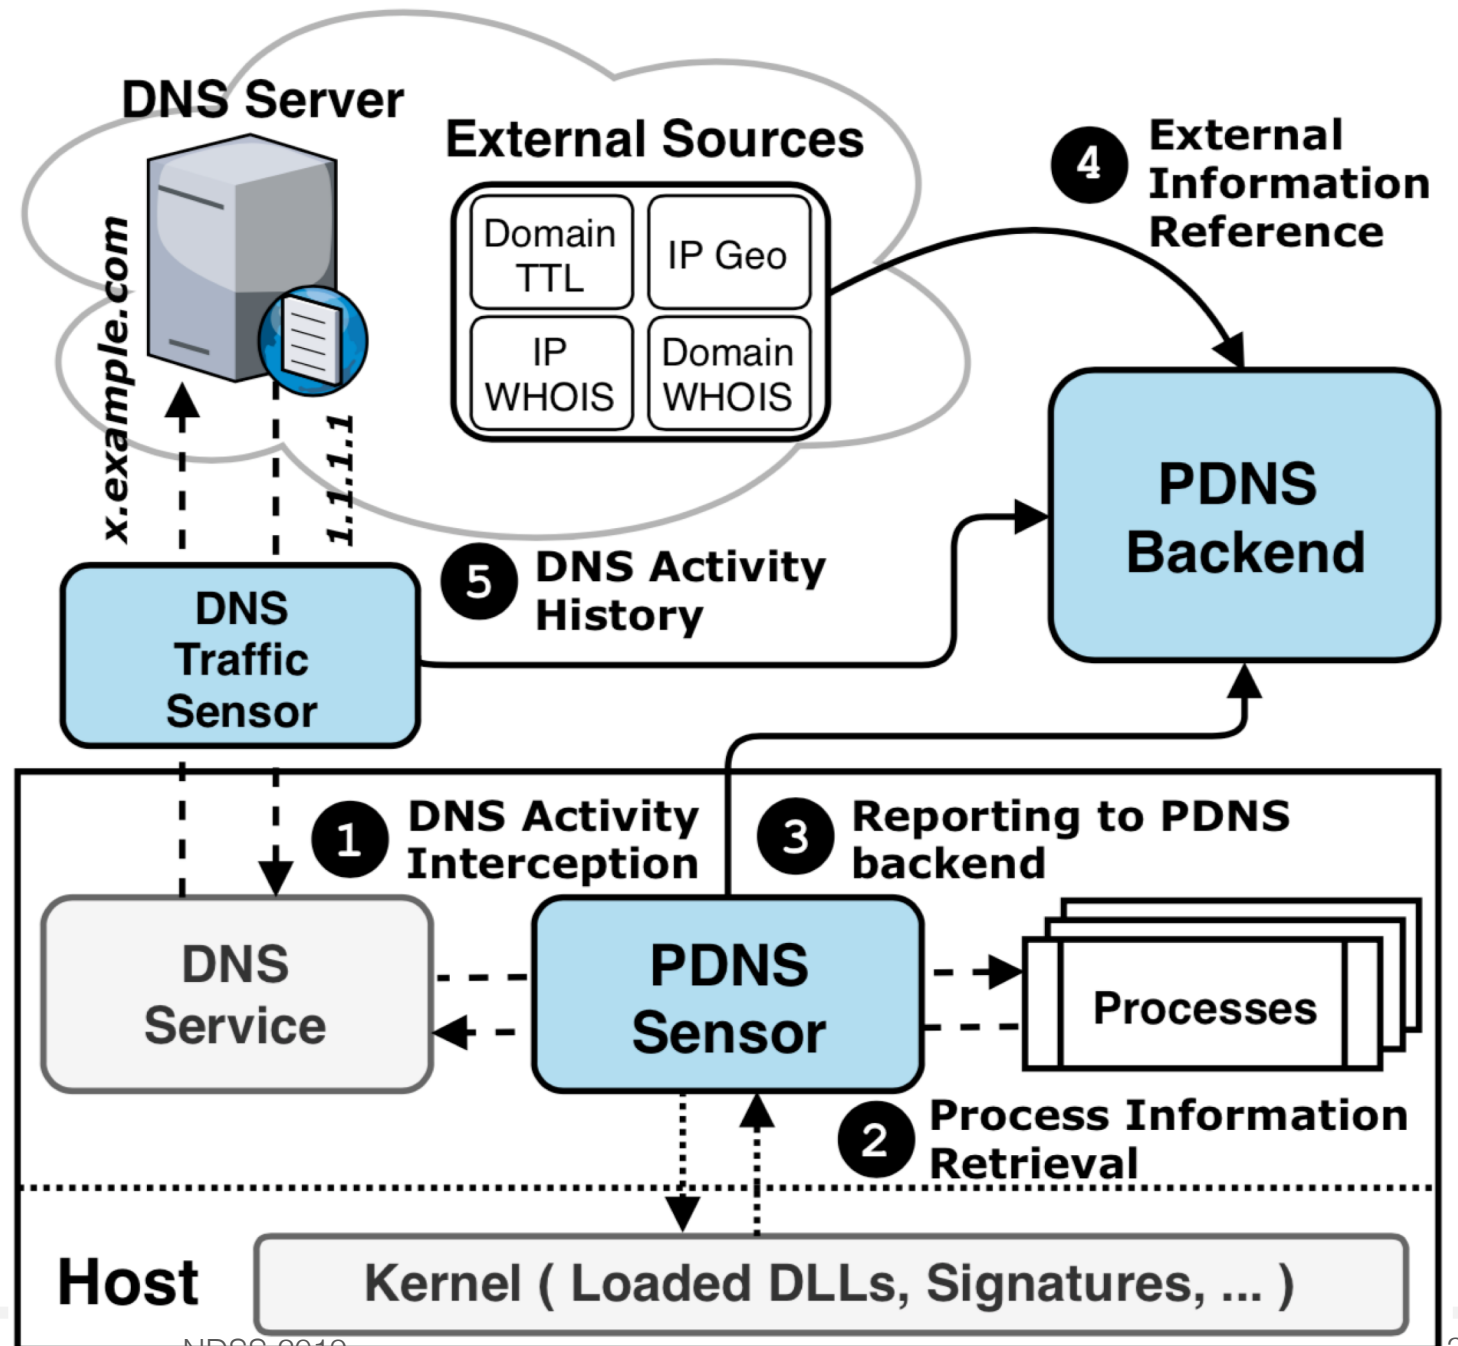 DNS Server
External Sources
Domain
TTL
IP Geo
IP
WHOIS
Domain
WHOIS
4
External
Information
Reference
x.example.com
1.1.1.1
PDNS
Backend
5
DNS Activity
History
DNS
Traffic
Sensor
1
DNS Activity
Interception
3
Reporting to PDNS
backend
DNS
Service
PDNS
Sensor
Processes
2
Process Information
Retrieval
Host
Kernel ( Loaded DLLs, Signatures, ... )